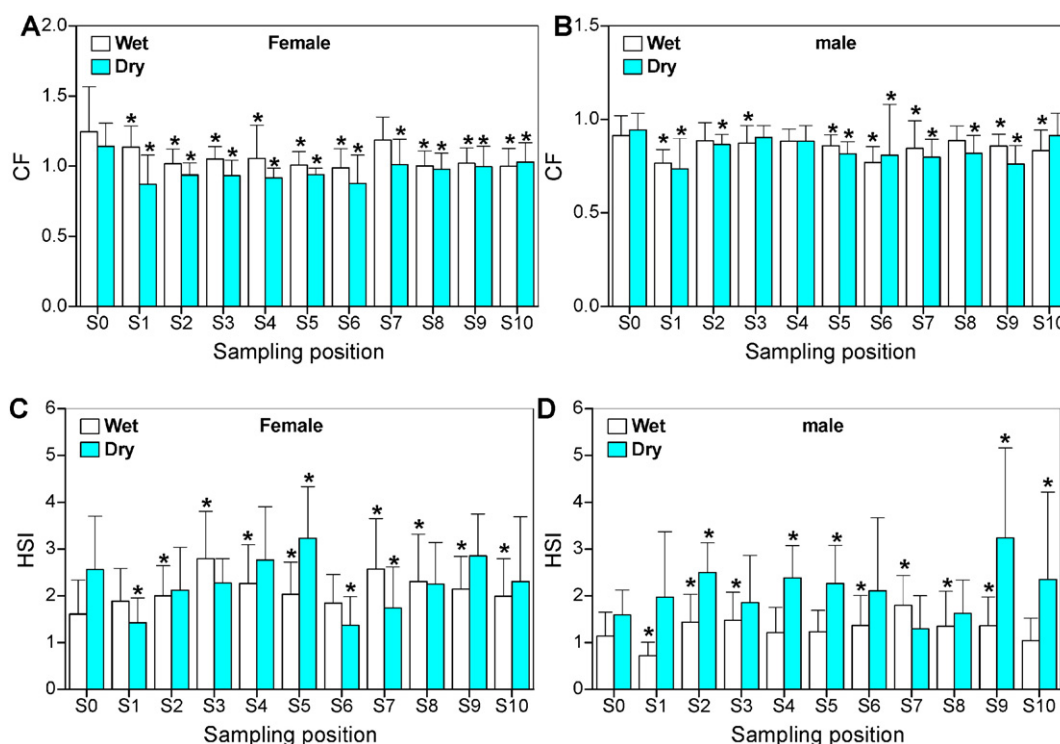 A
Female
Wet
Dry
2.0
1.5
1.0
0.5
0.0
CF
* * * * * * * * * * * * * * * * * * *
S0 S1 S2 S3 S4 S5 S6 S7 S8 S9 S10
Sampling position
B
male
Wet
Dry
1.5
1.0
0.5
0.0
CF
* * * * * * * * * * * * * * * *
S0 S1 S2 S3 S4 S5 S6 S7 S8 S9 S10
Sampling position
C
Female
Wet
Dry
6
5
4
3
2
1
0
HSI
* * * * * * * * * * * *
S0 S1 S2 S3 S4 S5 S6 S7 S8 S9 S10
Sampling position
D
male
Wet
Dry
6
5
4
3
2
1
0
HSI
* * * * * * * * * * * *
S0 S1 S2 S3 S4 S5 S6 S7 S8 S9 S10
Sampling position